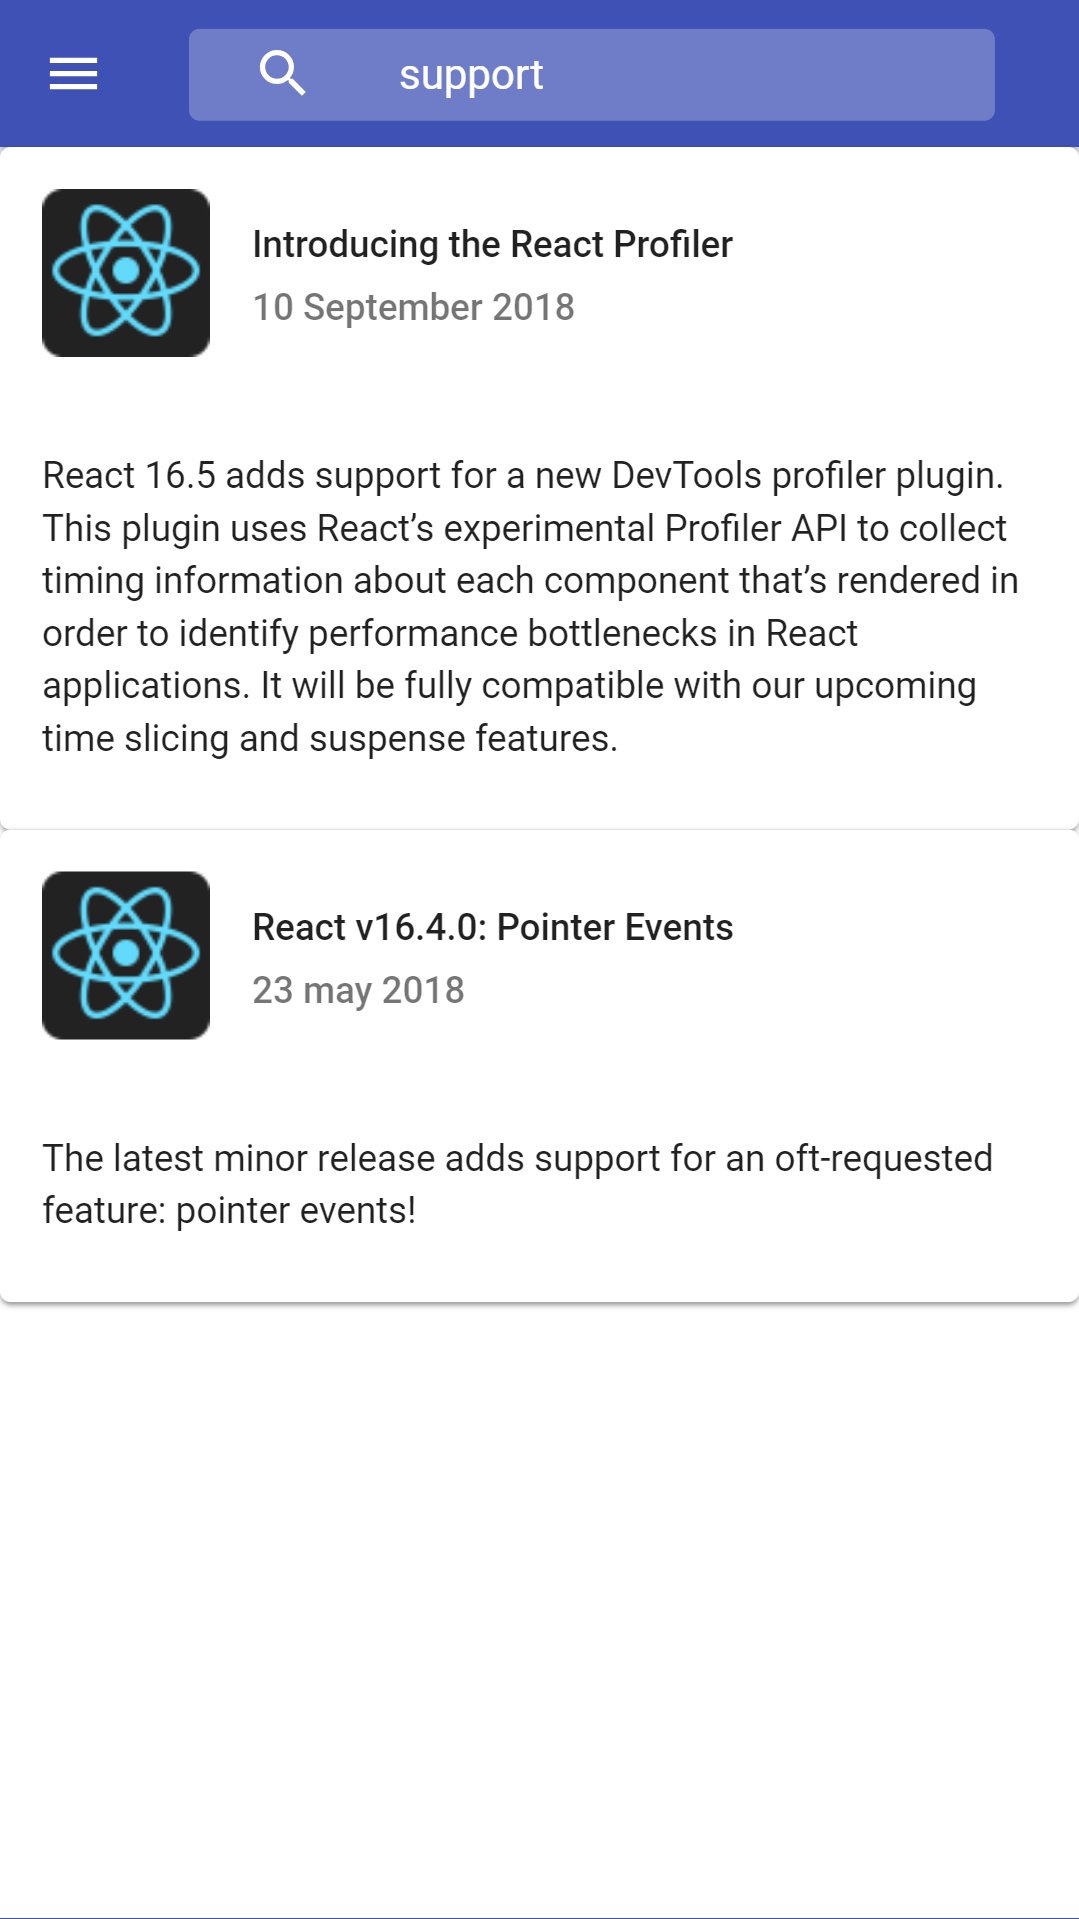 support
Introducing the React Profiler
10 September 2018
React 16.5 adds support for a new DevTools profiler plugin.
This plugin uses React’s experimental Profiler API to collect
timing information about each component that’s rendered in
order to identify performance bottlenecks in React
applications. It will be fully compatible with our upcoming
time slicing and suspense features.
React v16.4.0: Pointer Events
23 may 2018
The latest minor release adds support for an oft-requested
feature: pointer events!